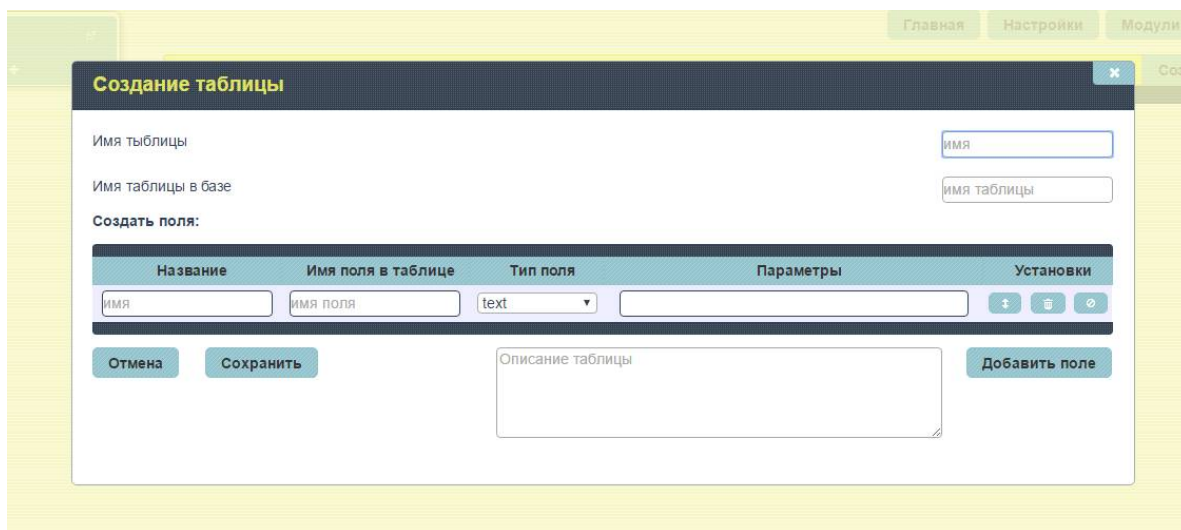 Главная Настройки Модули
Создание таблицы
Имя тыблицы
имя
Имя таблицы в базе
имя таблицы
Создать поля:
Название Имя поля в таблице Тип поля Параметры Установки
имя имя поля text
Отмена Сохранить Описание таблицы Добавить поле